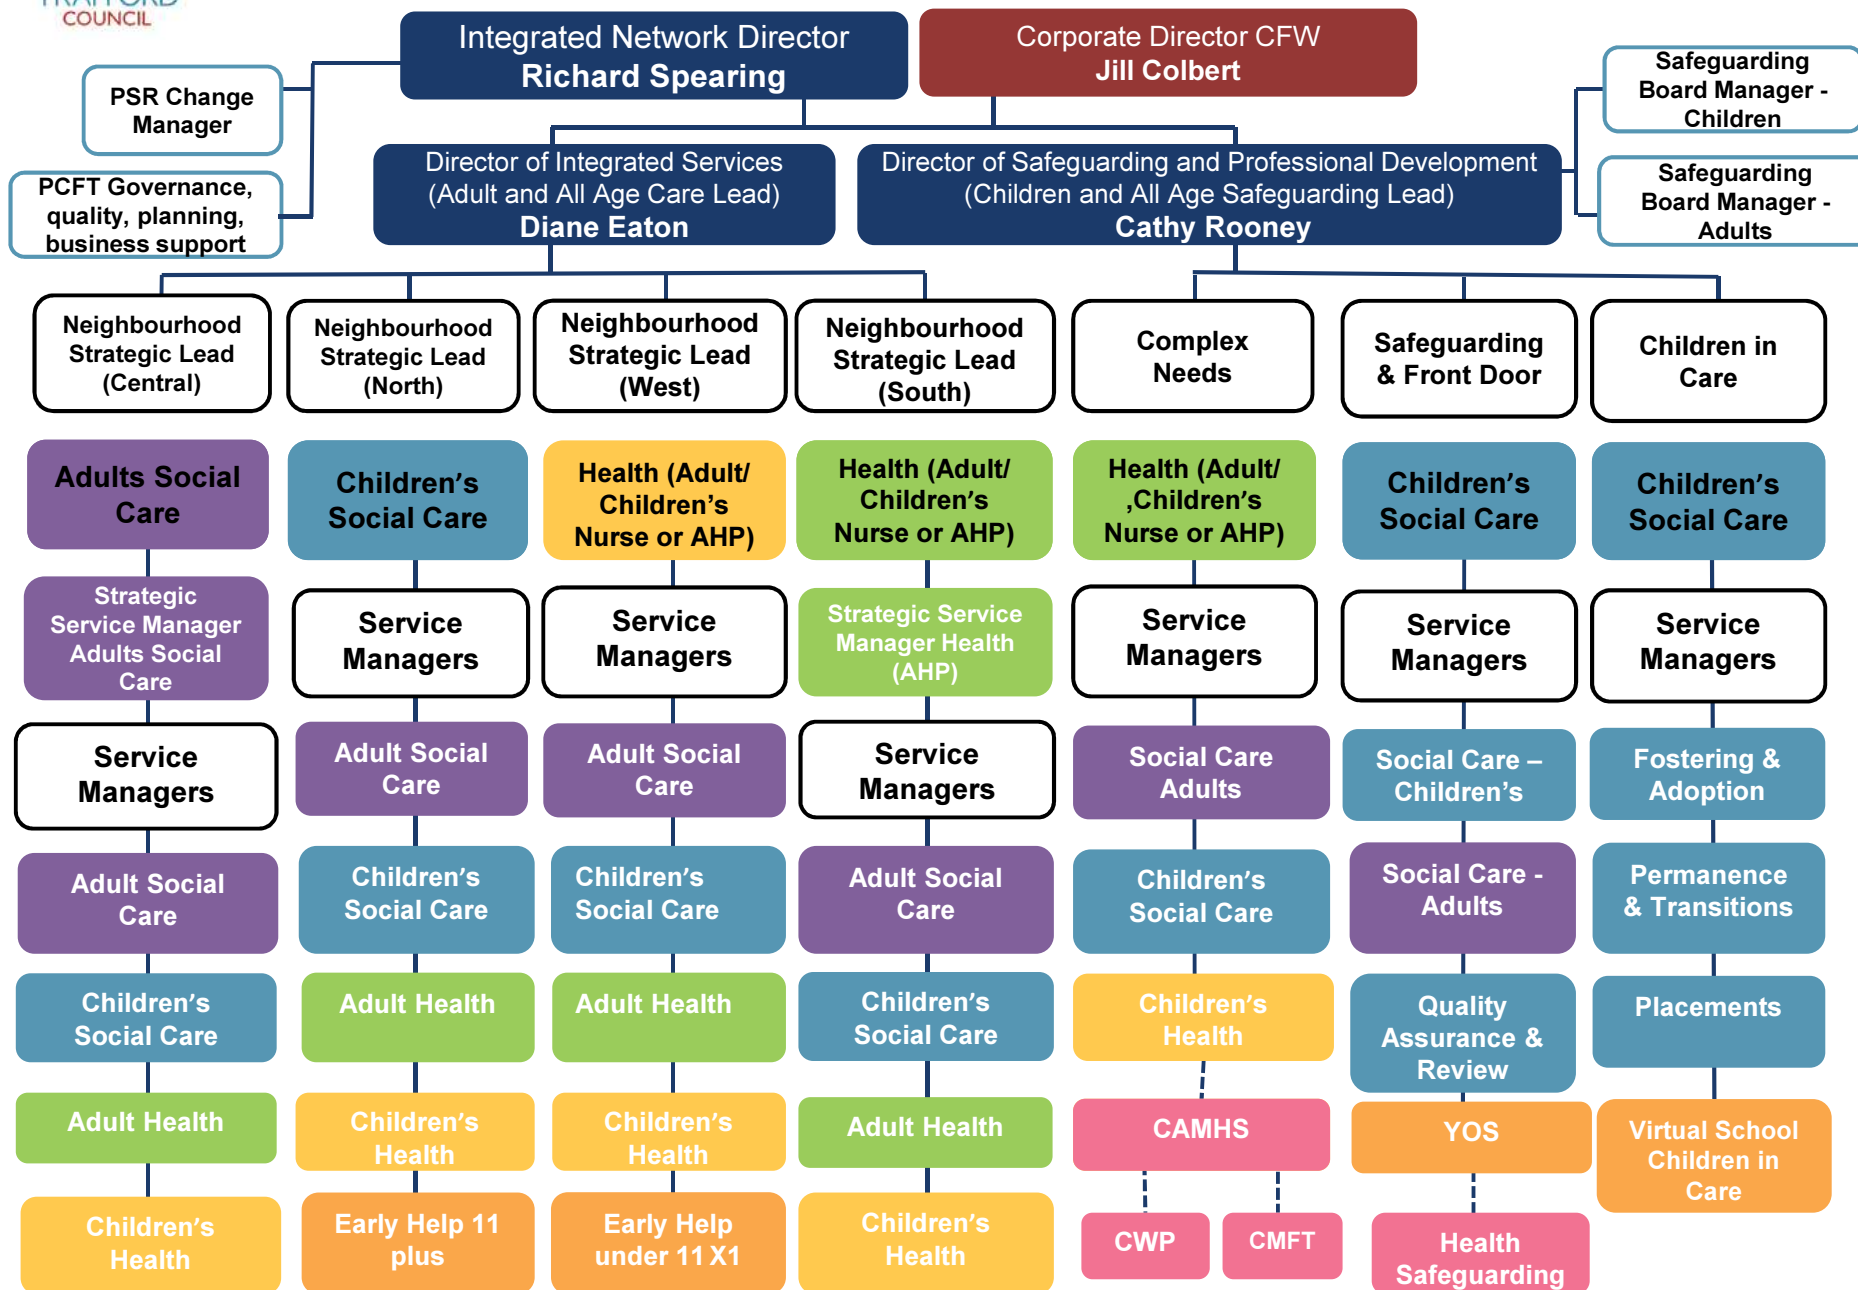 TRAFFORD
COUNCIL
Integrated Network Director
Richard Spearing
Corporate Director CFW
Jill Colbert
PSR Change
Manager
PCFT Governance,
quality, planning,
business support
Safeguarding
Board Manager -
Children
Safeguarding
Board Manager -
Adults
Director of Integrated Services
(Adult and All Age Care Lead)
Diane Eaton
Director of Safeguarding and Professional Development
(Children and All Age Safeguarding Lead)
Cathy Rooney
Neighbourhood
Strategic Lead
(Central)
Neighbourhood
Strategic Lead
(North)
Neighbourhood
Strategic Lead
(West)
Neighbourhood
Strategic Lead
(South)
Complex
Needs
Safeguarding
& Front Door
Children in
Care
Adults Social
Care
Children's
Social Care
Health (Adult/
Children's
Nurse or AHP)
Health (Adult/
Children's
Nurse or AHP)
Health (Adult/
,Children's
Nurse or AHP)
Children's
Social Care
Children's
Social Care
Strategic
Service Manager
Adults Social
Care
Service
Managers
Service
Managers
Strategic Service
Manager Health
(AHP)
Service
Managers
Service
Managers
Service
Managers
Service
Managers
Adult Social
Care
Adult Social
Care
Service
Managers
Social Care
Adults
Social Care –
Children's
Fostering &
Adoption
Adult Social
Care
Children's
Social Care
Children's
Social Care
Adult Social
Care
Children's
Social Care
Social Care -
Adults
Permanence
& Transitions
Children's
Social Care
Adult Health
Adult Health
Children's
Social Care
Children's
Health
Quality
Assurance &
Review
Placements
Adult Health
Children's
Health
Children's
Health
Adult Health
CAMHS
YOS
Virtual School
Children in
Care
Children's
Health
Early Help 11
plus
Early Help
under 11 X1
Children's
Health
CWP
CMFT
Health
Safeguarding